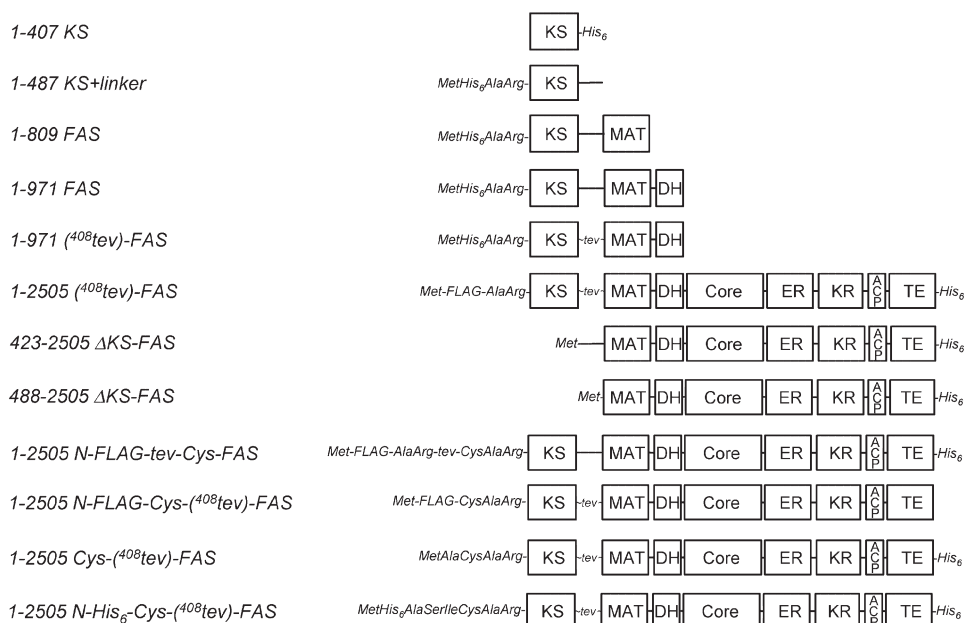 1-407 KS KS -His6
1-487 KS+linker MetHis6AlaArg- KS
1-809 FAS MetHis6AlaArg- KS MAT
1-971 FAS MetHis6AlaArg- KS MAT DH
1-971 (408tev)-FAS MetHis6AlaArg- KS ~tev~ MAT DH
1-2505 (408tev)-FAS Met-FLAG-AlaArg- KS ~tev~ MAT DH Core ER KR ACP TE -His6
423-2505 ΔKS-FAS Met MAT DH Core ER KR ACP TE -His6
488-2505 ΔKS-FAS Met- MAT DH Core ER KR ACP TE -His6
1-2505 N-FLAG-tev-Cys-FAS Met-FLAG-AlaArg-tev-CysAlaArg- KS MAT DH Core ER KR ACP TE -His6
1-2505 N-FLAG-Cys-(408tev)-FAS Met-FLAG-CysAlaArg- KS ~tev~ MAT DH Core ER KR ACP TE
1-2505 Cys-(408tev)-FAS MetAlaCysAlaArg- KS ~tev~ MAT DH Core ER KR ACP TE -His6
1-2505 N-His6-Cys-(408tev)-FAS MetHis6AlaSerIleCysAlaArg- KS ~tev~ MAT DH Core ER KR ACP TE -His6